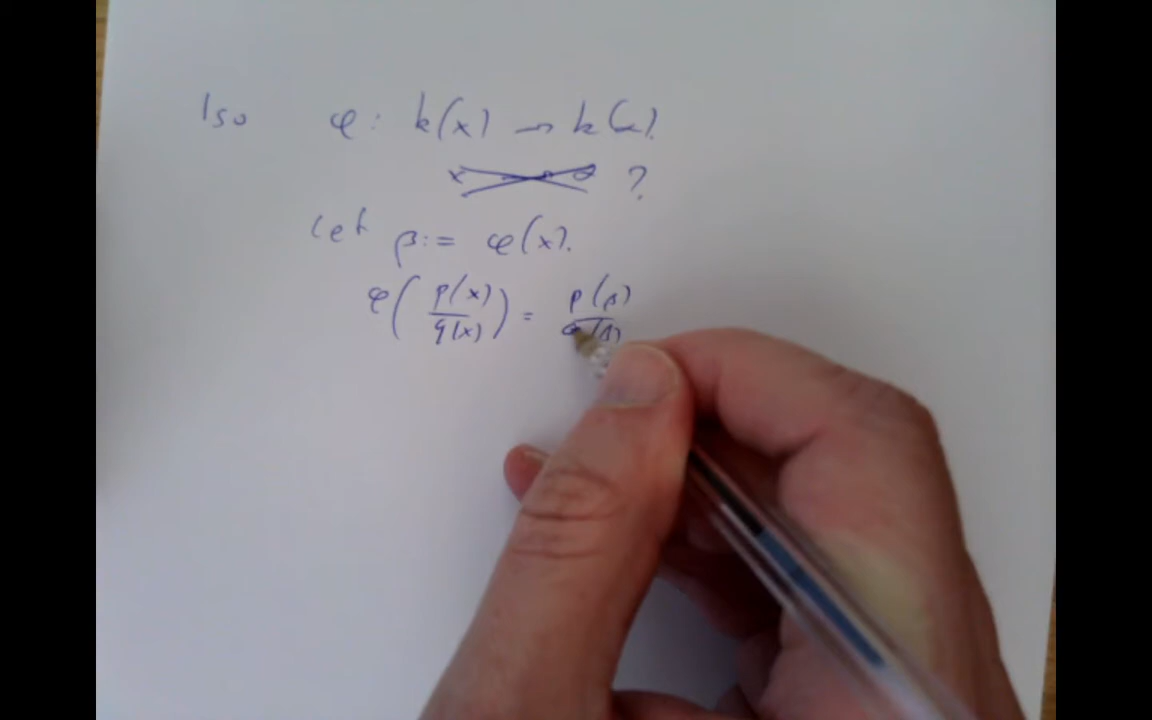 Iso φ: k(x) → k(α).
x α ?
Let β := φ(x).
φ(p(x)/q(x)) = p(β)/q(β)